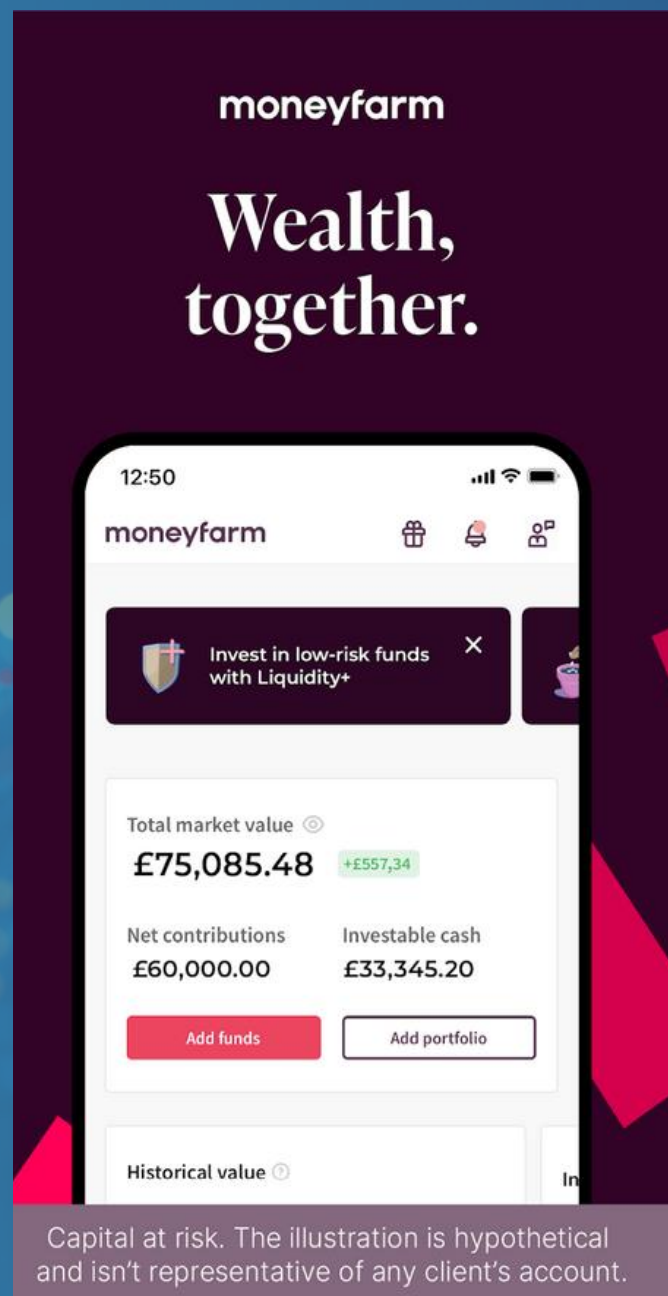 moneyfarm
Wealth,
together.
12:50
moneyfarm
Invest in low-risk funds
with Liquidity+
Total market value
£75,085.48 +£557,34
Net contributions Investable cash
£60,000.00 £33,345.20
Add funds Add portfolio
Historical value In
Capital at risk. The illustration is hypothetical
and isn't representative of any client's account.